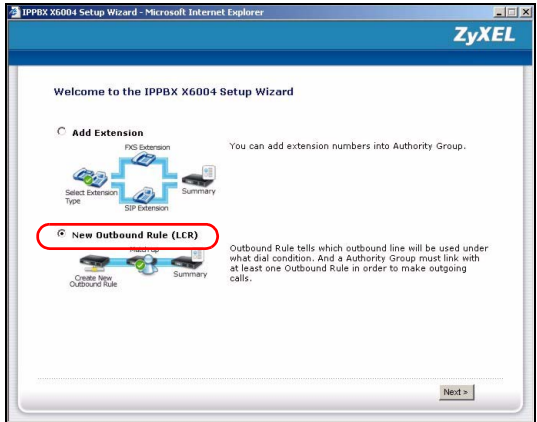 IPPBX X6004 Setup Wizard - Microsoft Internet Explorer
ZyXEL
Welcome to the IPPBX X6004 Setup Wizard
Add Extension
FXS Extension
You can add extension numbers into Authority Group.
Select Extension
Type
Summary
SIP Extension
New Outbound Rule (LCR)
Outbound Rule tells which outbound line will be used under
what dial condition. And a Authority Group must link with
at least one Outbound Rule in order to make outgoing
calls.
Create New
Outbound Rule
Summary
Next >